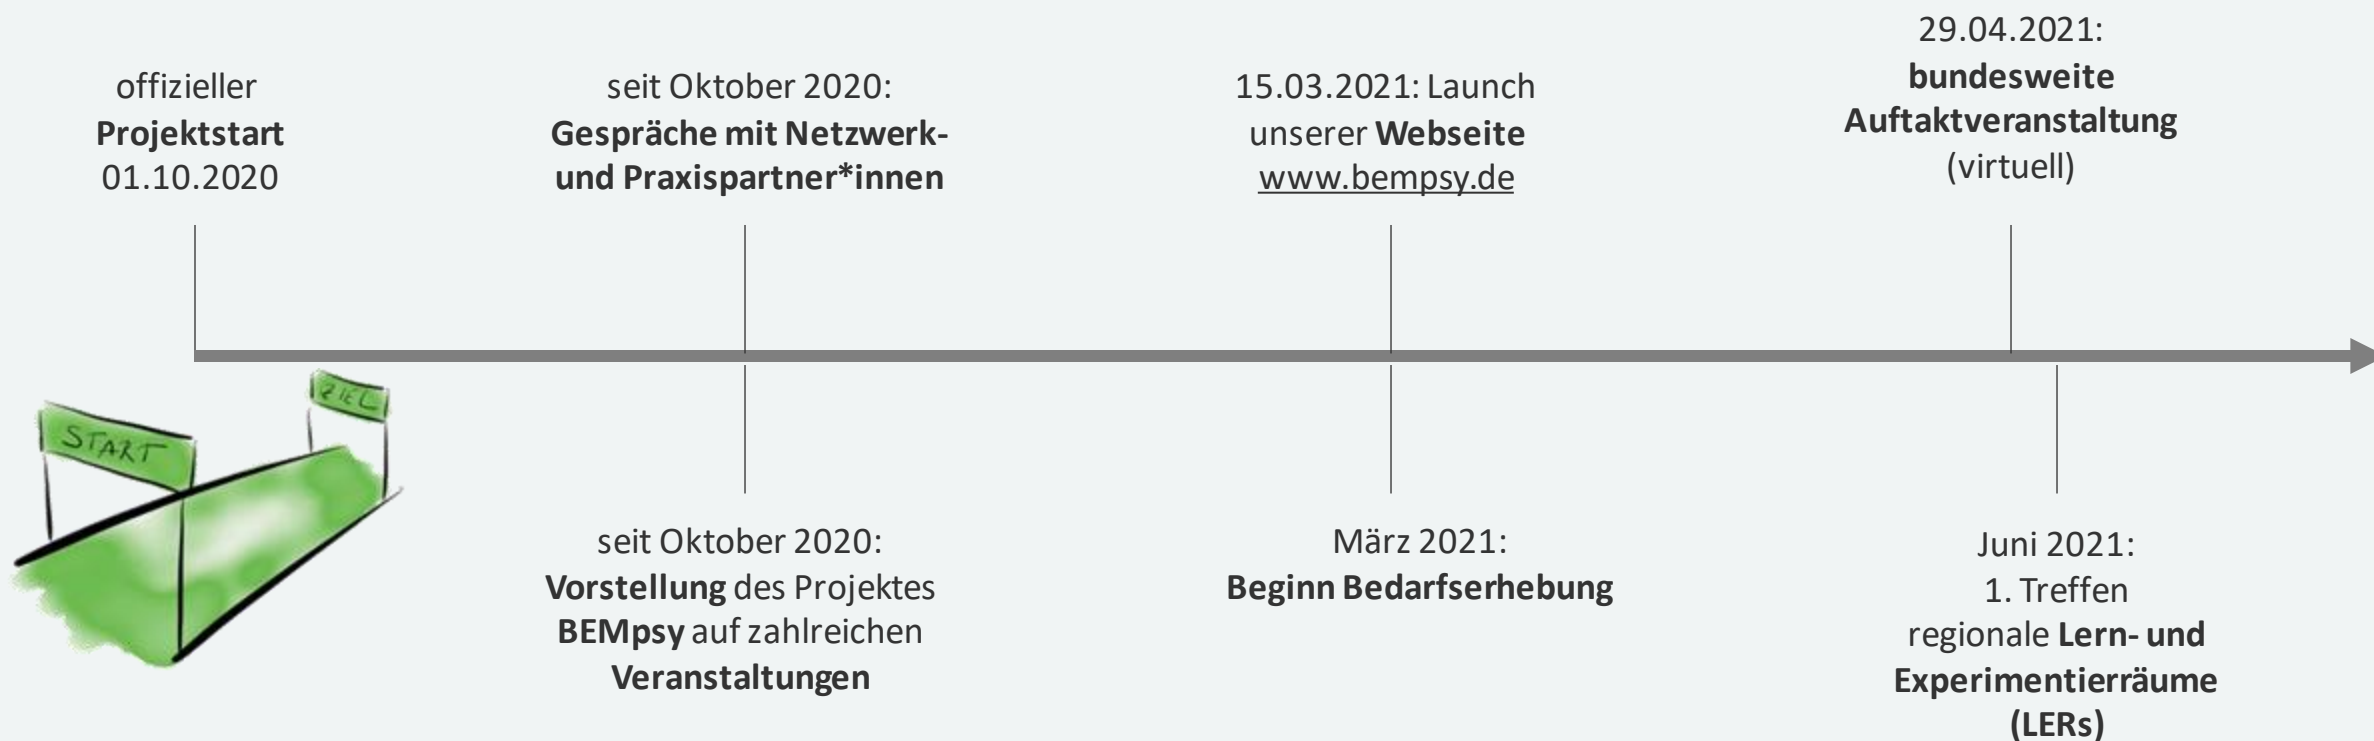 offizieller
Projektstart
01.10.2020
seit Oktober 2020:
Gespräche mit Netzwerk-
und Praxispartner*innen
15.03.2021: Launch
unserer Webseite
www.bempsy.de
29.04.2021:
bundesweite
Auftaktveranstaltung
(virtuell)
START
ZIEL
seit Oktober 2020:
Vorstellung des Projektes
BEMpsy auf zahlreichen
Veranstaltungen
März 2021:
Beginn Bedarfserhebung
Juni 2021:
1. Treffen
regionale Lern- und
Experimentierräume
(LERs)